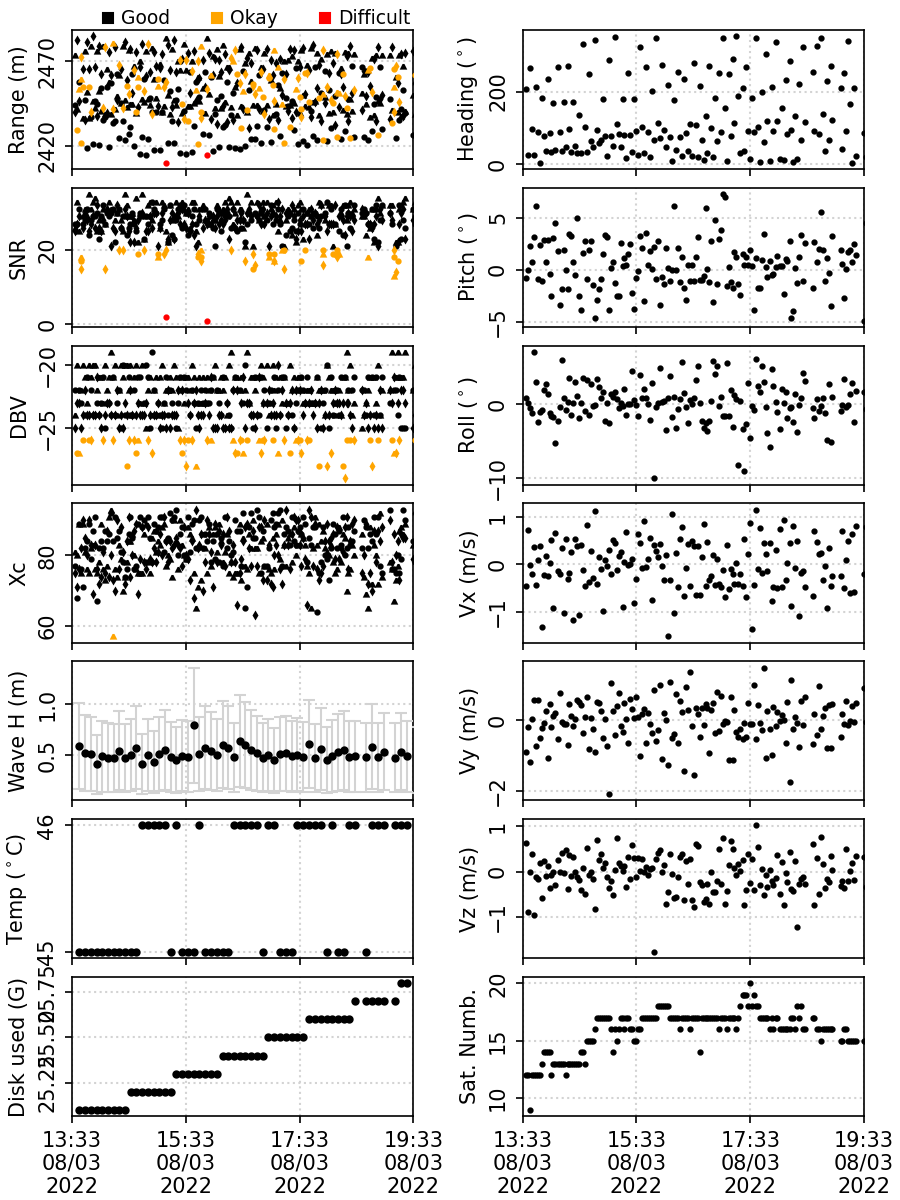 Good Okay Difficult
Range (m)
2470
2420
Heading (°)
200
0
SNR
20
0
Pitch (°)
5
0
−5
DBV
−20
−25
Roll (°)
0
−10
Xc
80
60
Vx (m/s)
1
0
−1
Wave H (m)
1.0
0.5
Vy (m/s)
0
−2
Temp (°C)
46
45
Vz (m/s)
1
0
−1
Disk used (G)
25.75
25.50
25.25
Sat. Numb.
20
15
10
13:33 15:33 17:33 19:33
08/03 08/03 08/03 08/03
2022 2022 2022 2022
13:33 15:33 17:33 19:33
08/03 08/03 08/03 08/03
2022 2022 2022 2022